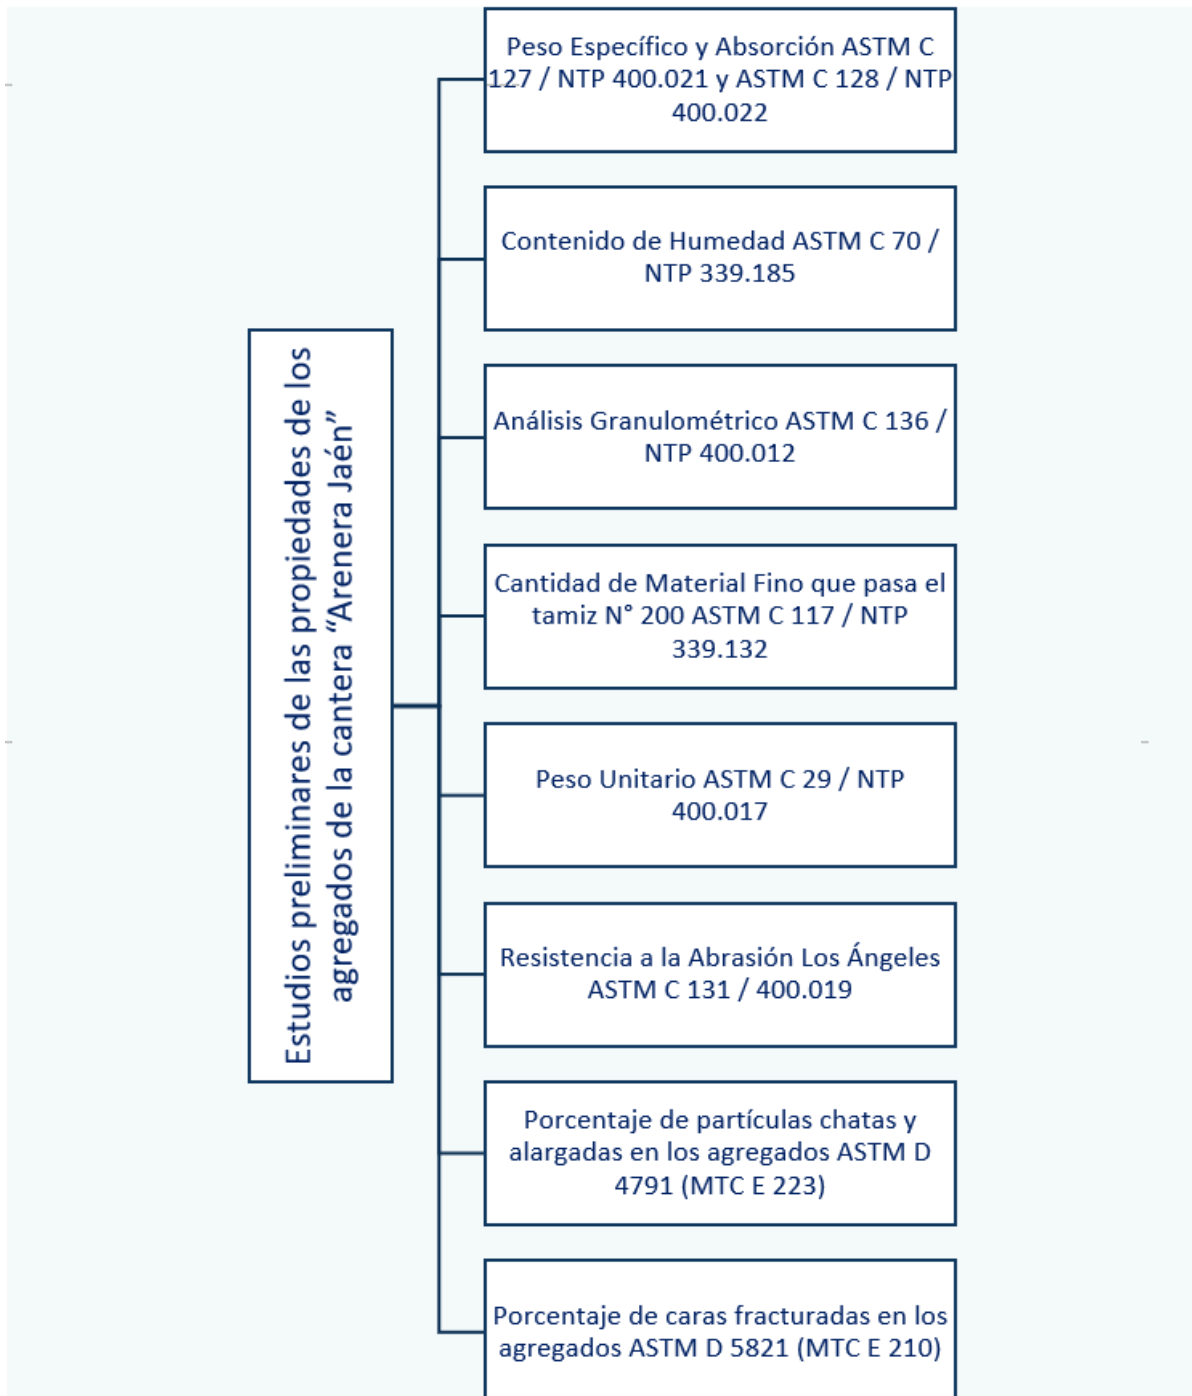 Estudios preliminares de las propiedades de los
agregados de la cantera “Arenera Jaén”
Peso Específico y Absorción ASTM C
127 / NTP 400.021 y ASTM C 128 / NTP
400.022
Contenido de Humedad ASTM C 70 /
NTP 339.185
Análisis Granulométrico ASTM C 136 /
NTP 400.012
Cantidad de Material Fino que pasa el
tamiz N° 200 ASTM C 117 / NTP
339.132
Peso Unitario ASTM C 29 / NTP
400.017
Resistencia a la Abrasión Los Ángeles
ASTM C 131 / 400.019
Porcentaje de partículas chatas y
alargadas en los agregados ASTM D
4791 (MTC E 223)
Porcentaje de caras fracturadas en los
agregados ASTM D 5821 (MTC E 210)